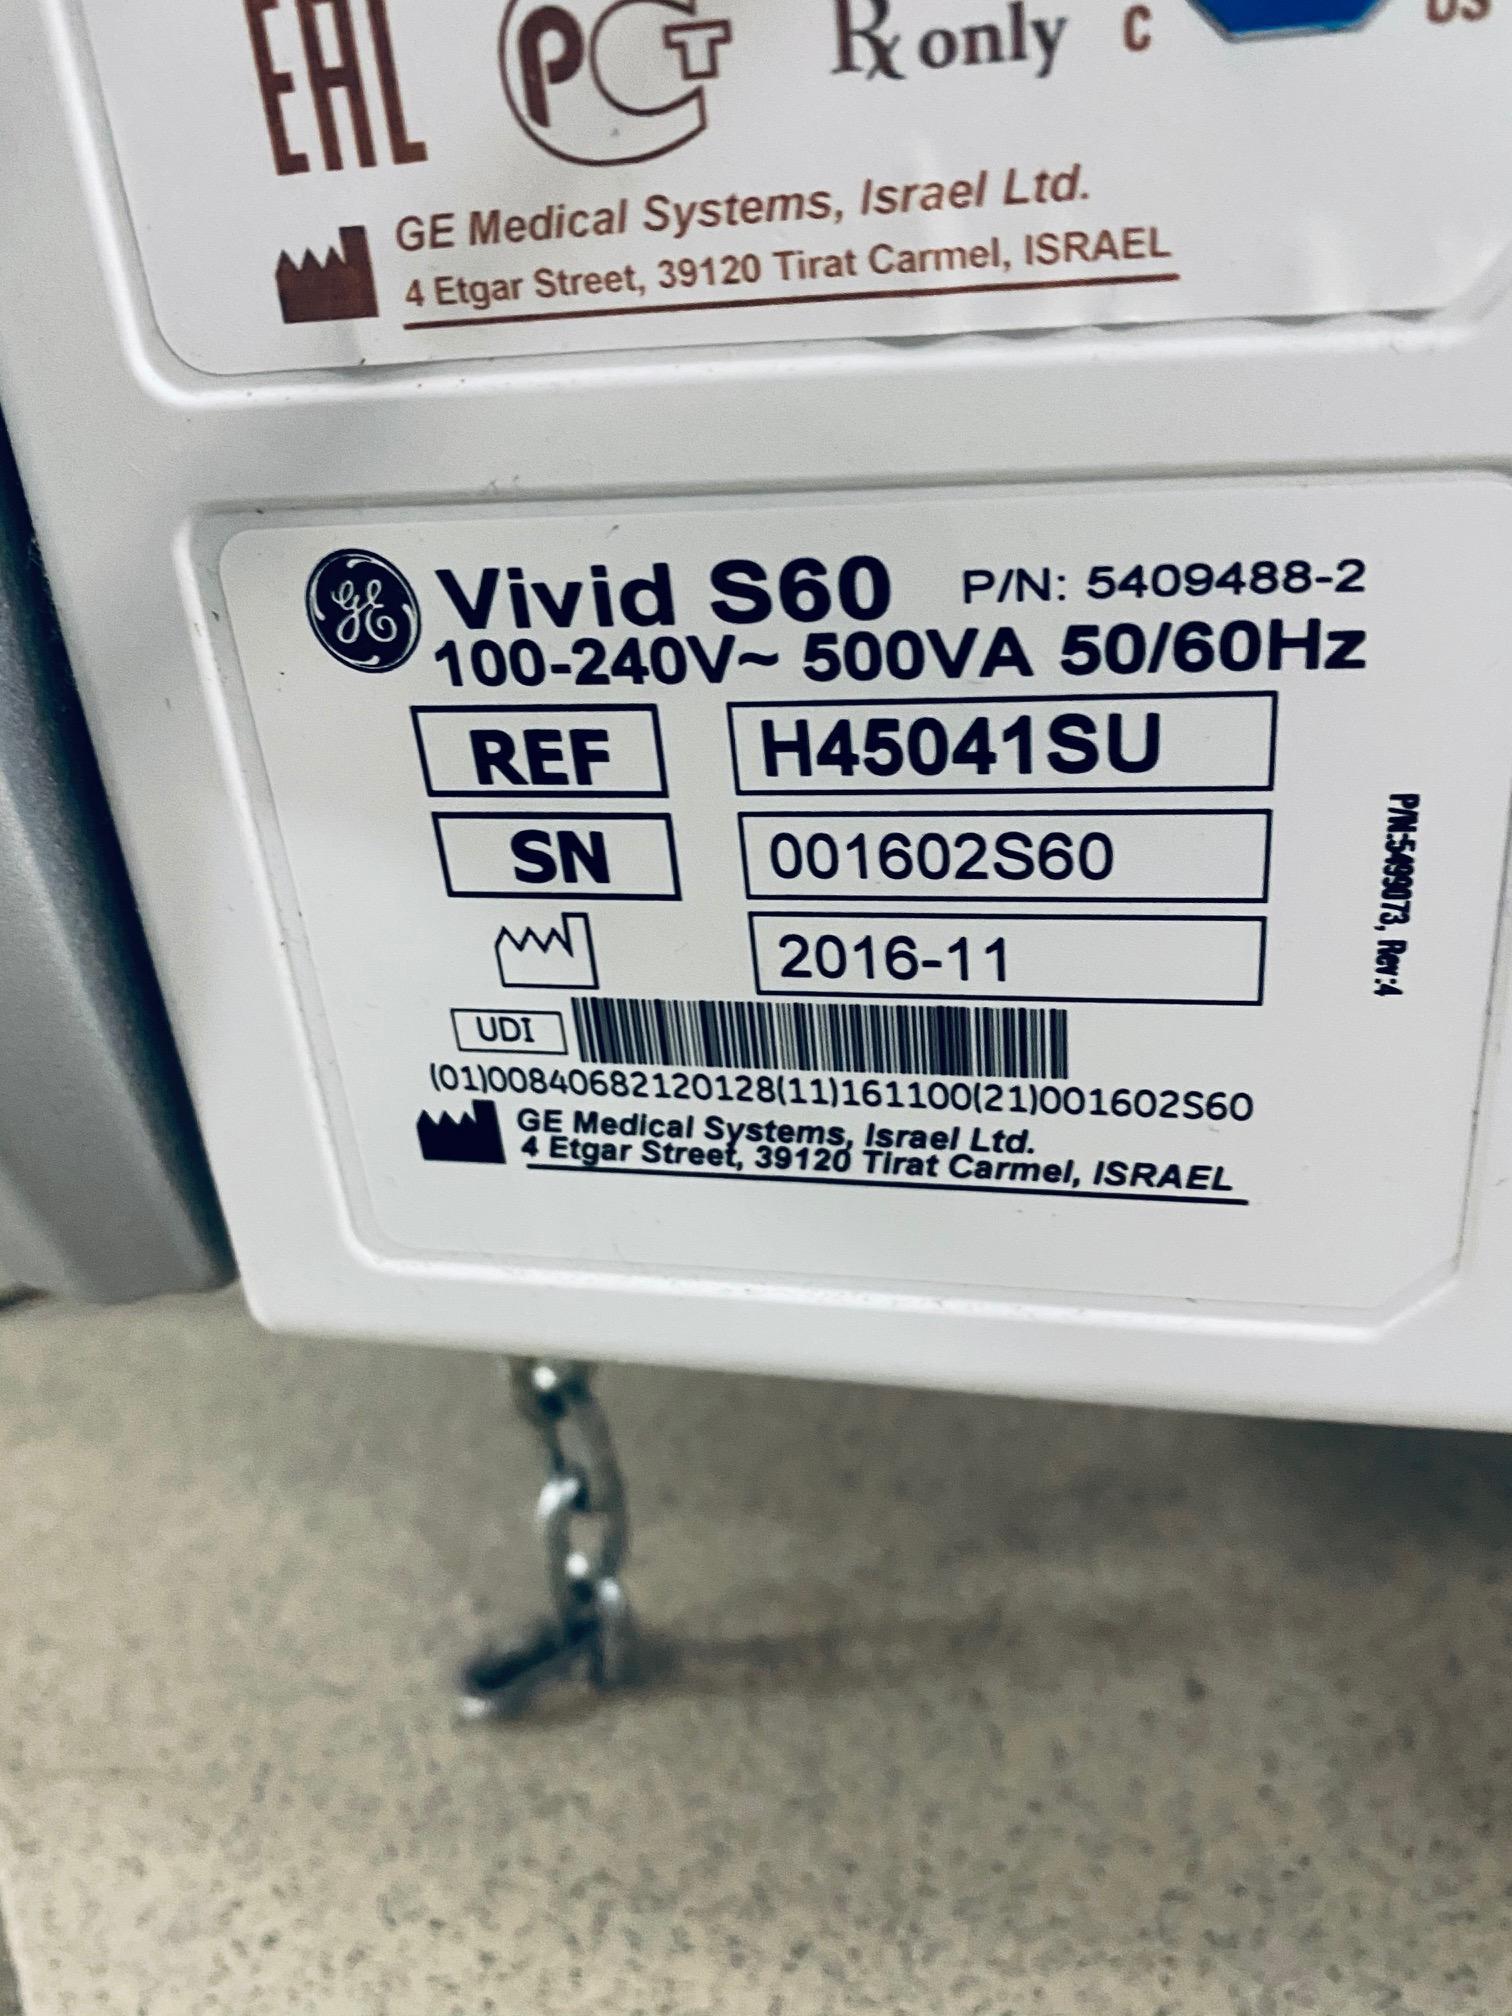 EAC
PCT
Rx only C US
GE Medical Systems, Israel Ltd.
4 Etgar Street, 39120 Tirat Carmel, ISRAEL
GE Vivid S60 P/N: 5409488-2
100-240V~ 500VA 50/60Hz
REF H45041SU
SN 001602S60
2016-11
UDI
(01)00840682120128(11)161100(21)001602S60
GE Medical Systems, Israel Ltd.
4 Etgar Street, 39120 Tirat Carmel, ISRAEL
P/N:5499073, Rev:4